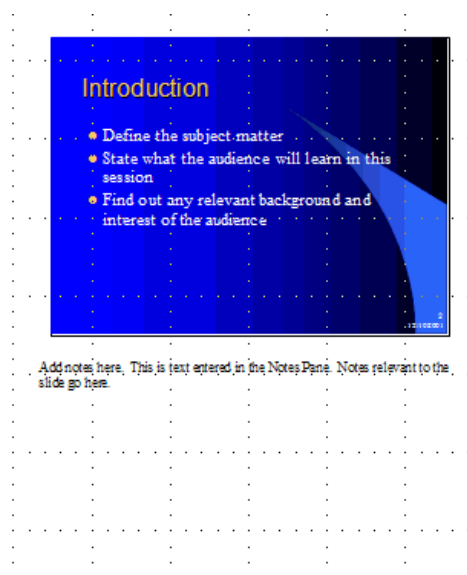 Introduction
Define the subject matter
State what the audience will learn in this
session
Find out any relevant background and
interest of the audience
Add notes here. This is text entered in the Notes Pane. Notes relevant to the
slide go here.